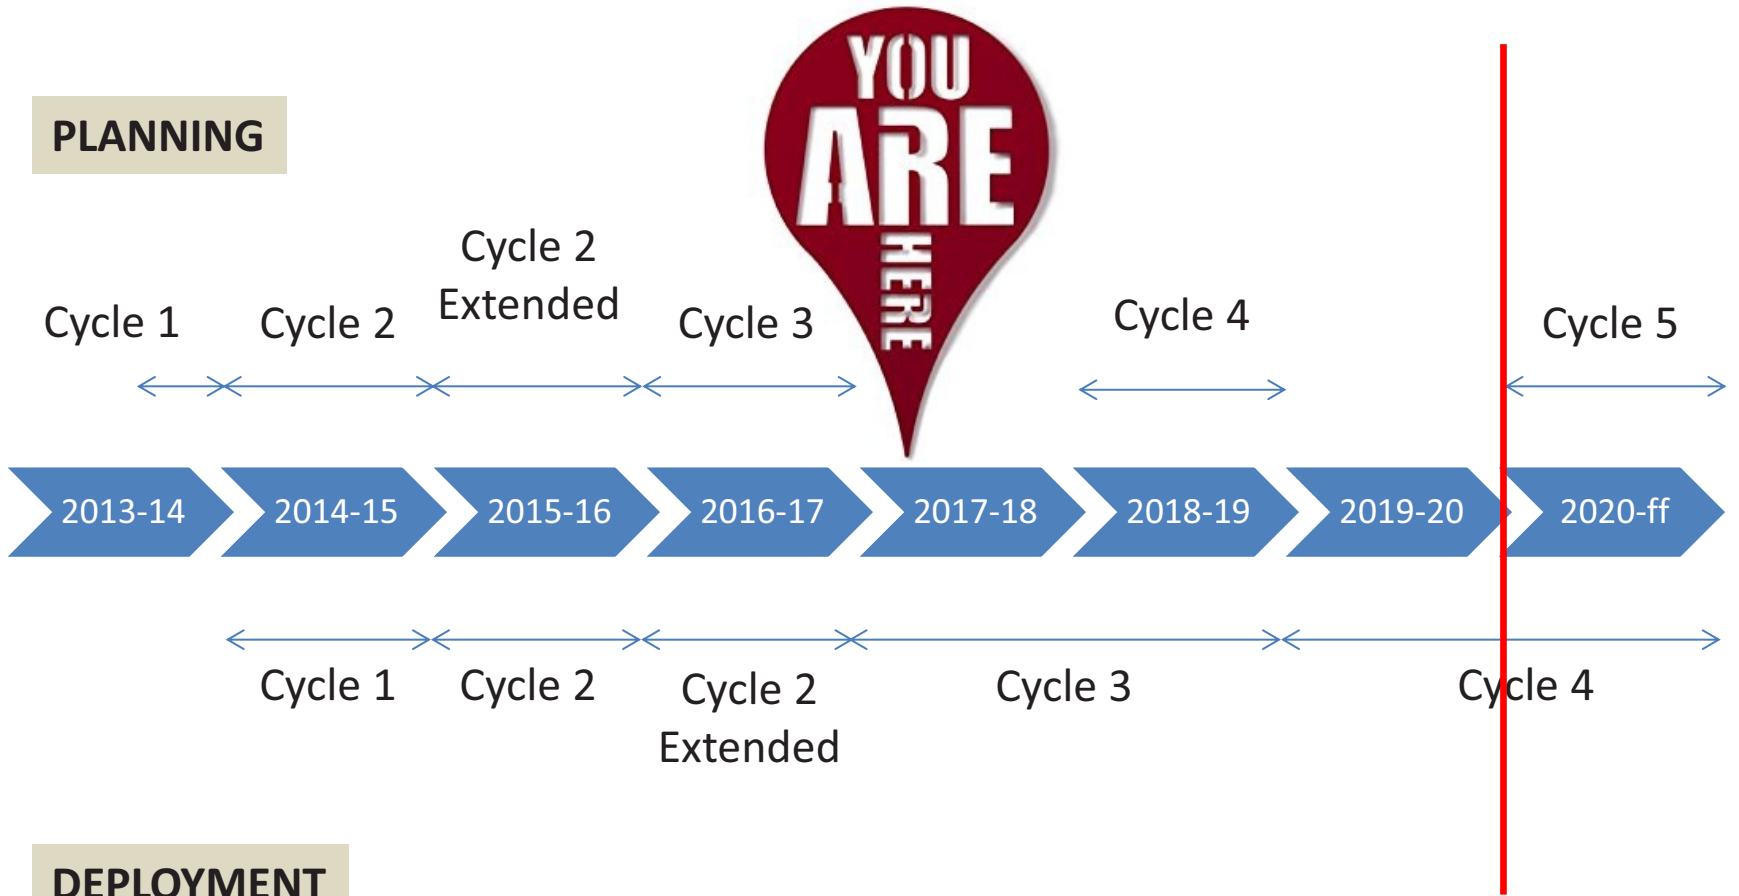 YOU
ARE
HERE
PLANNING
Cycle 2
Extended
Cycle 1
Cycle 2
Cycle 3
Cycle 4
Cycle 5
2013-14
2014-15
2015-16
2016-17
2017-18
2018-19
2019-20
2020-ff
Cycle 1
Cycle 2
Cycle 2
Extended
Cycle 3
Cycle 4
DEPLOYMENT